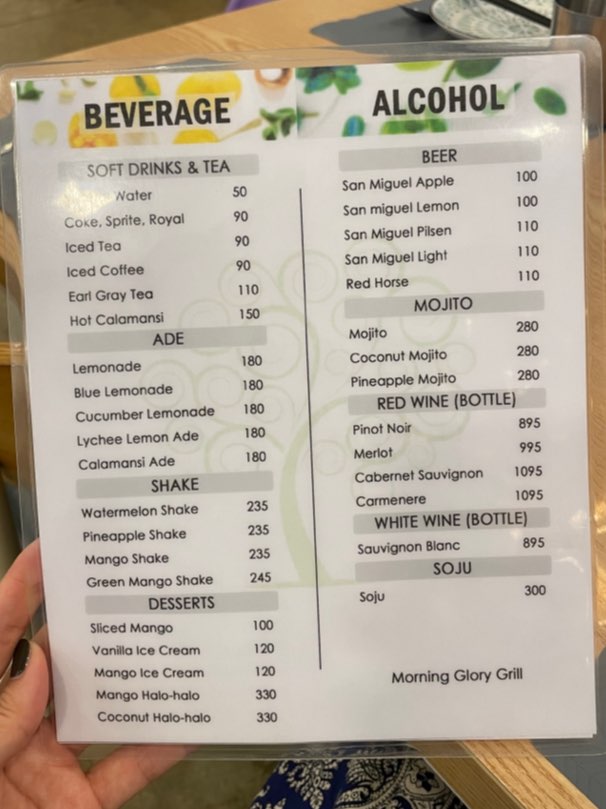 BEVERAGE
SOFT DRINKS & TEA
Water 50
Coke, Sprite, Royal 90
Iced Tea 90
Iced Coffee 90
Earl Gray Tea 110
Hot Calamansi 150
ADE
Lemonade 180
Blue Lemonade 180
Cucumber Lemonade 180
Lychee Lemon Ade 180
Calamansi Ade 180
SHAKE
Watermelon Shake 235
Pineapple Shake 235
Mango Shake 235
Green Mango Shake 245
DESSERTS
Sliced Mango 100
Vanilla Ice Cream 120
Mango Ice Cream 120
Mango Halo-halo 330
Coconut Halo-halo 330
ALCOHOL
BEER
San Miguel Apple 100
San miguel Lemon 100
San Miguel Pilsen 110
San Miguel Light 110
Red Horse 110
MOJITO
Mojito 280
Coconut Mojito 280
Pineapple Mojito 280
RED WINE (BOTTLE)
Pinot Noir 895
Merlot 995
Cabernet Sauvignon 1095
Carmenere 1095
WHITE WINE (BOTTLE)
Sauvignon Blanc 895
SOJU
Soju 300
Morning Glory Grill